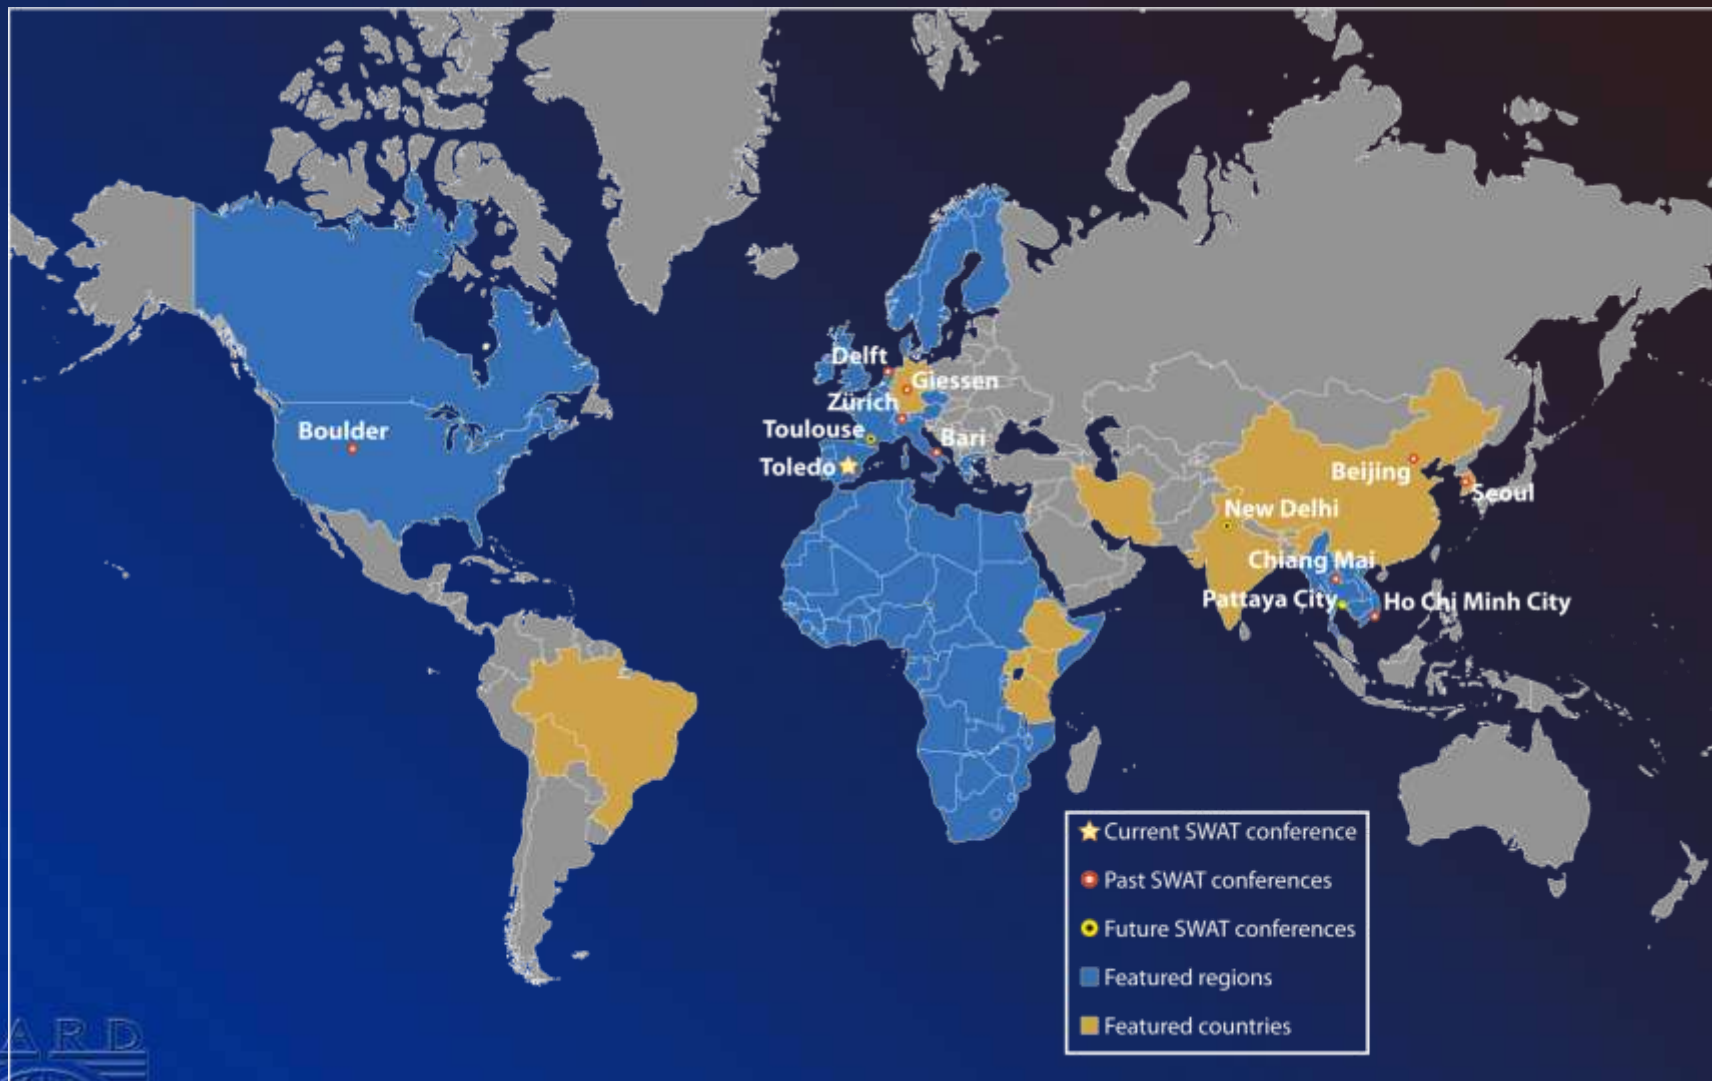 Delft
Giessen
Zürich
Boulder
Toulouse
Bari
Toledo
Beijing
Seoul
New Delhi
Chiang Mai
Pattaya City
Ho Chi Minh City
Current SWAT conference
Past SWAT conferences
Future SWAT conferences
Featured regions
Featured countries
ARD